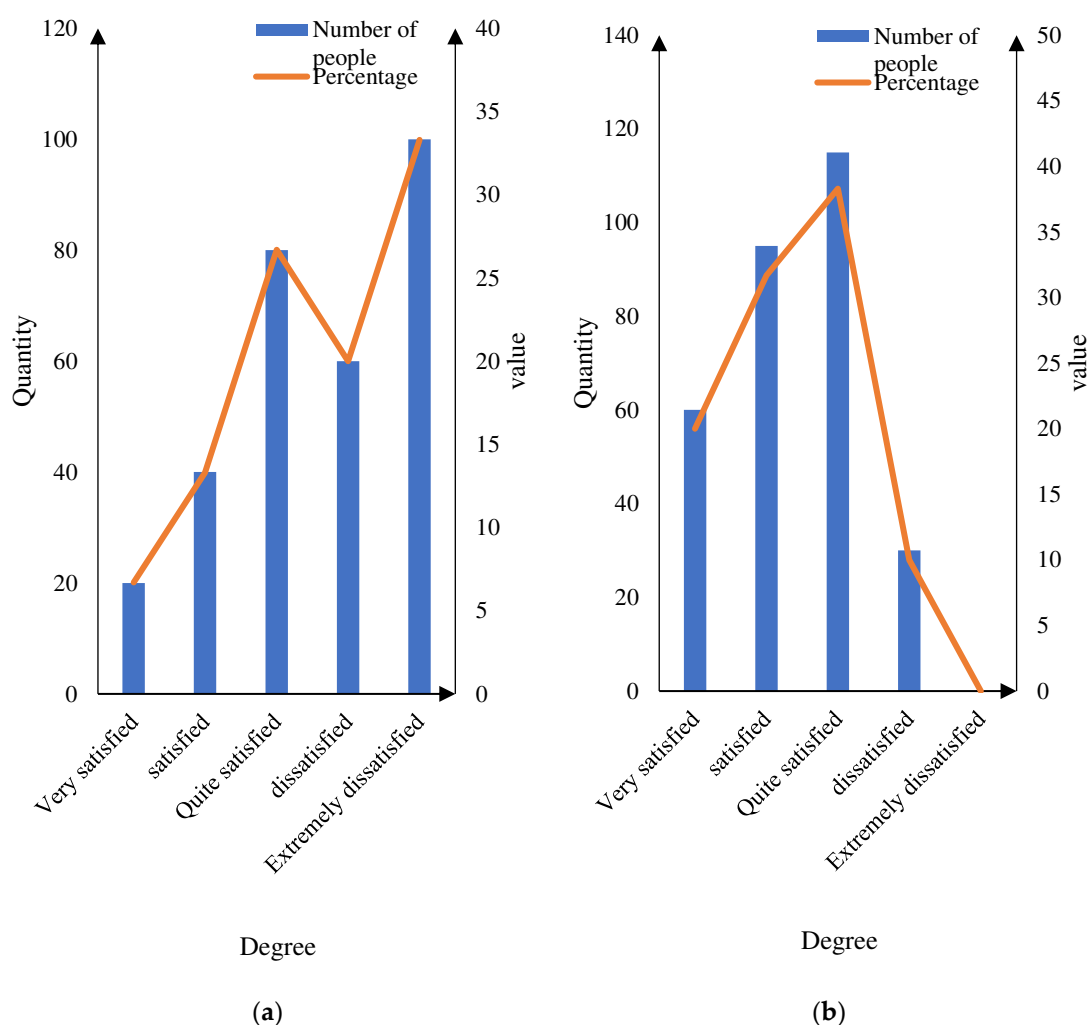 120
100
80
60
40
20
0
Quantity
Number of
people
Percentage
40
35
30
25
20
15
10
5
0
value
Very satisfied
satisfied
Quite satisfied
dissatisfied
Extremely dissatisfied
Degree
(a)
140
120
100
80
60
40
20
0
Quantity
Number of
people
Percentage
50
45
40
35
30
25
20
15
10
5
0
value
Very satisfied
satisfied
Quite satisfied
dissatisfied
Extremely dissatisfied
Degree
(b)